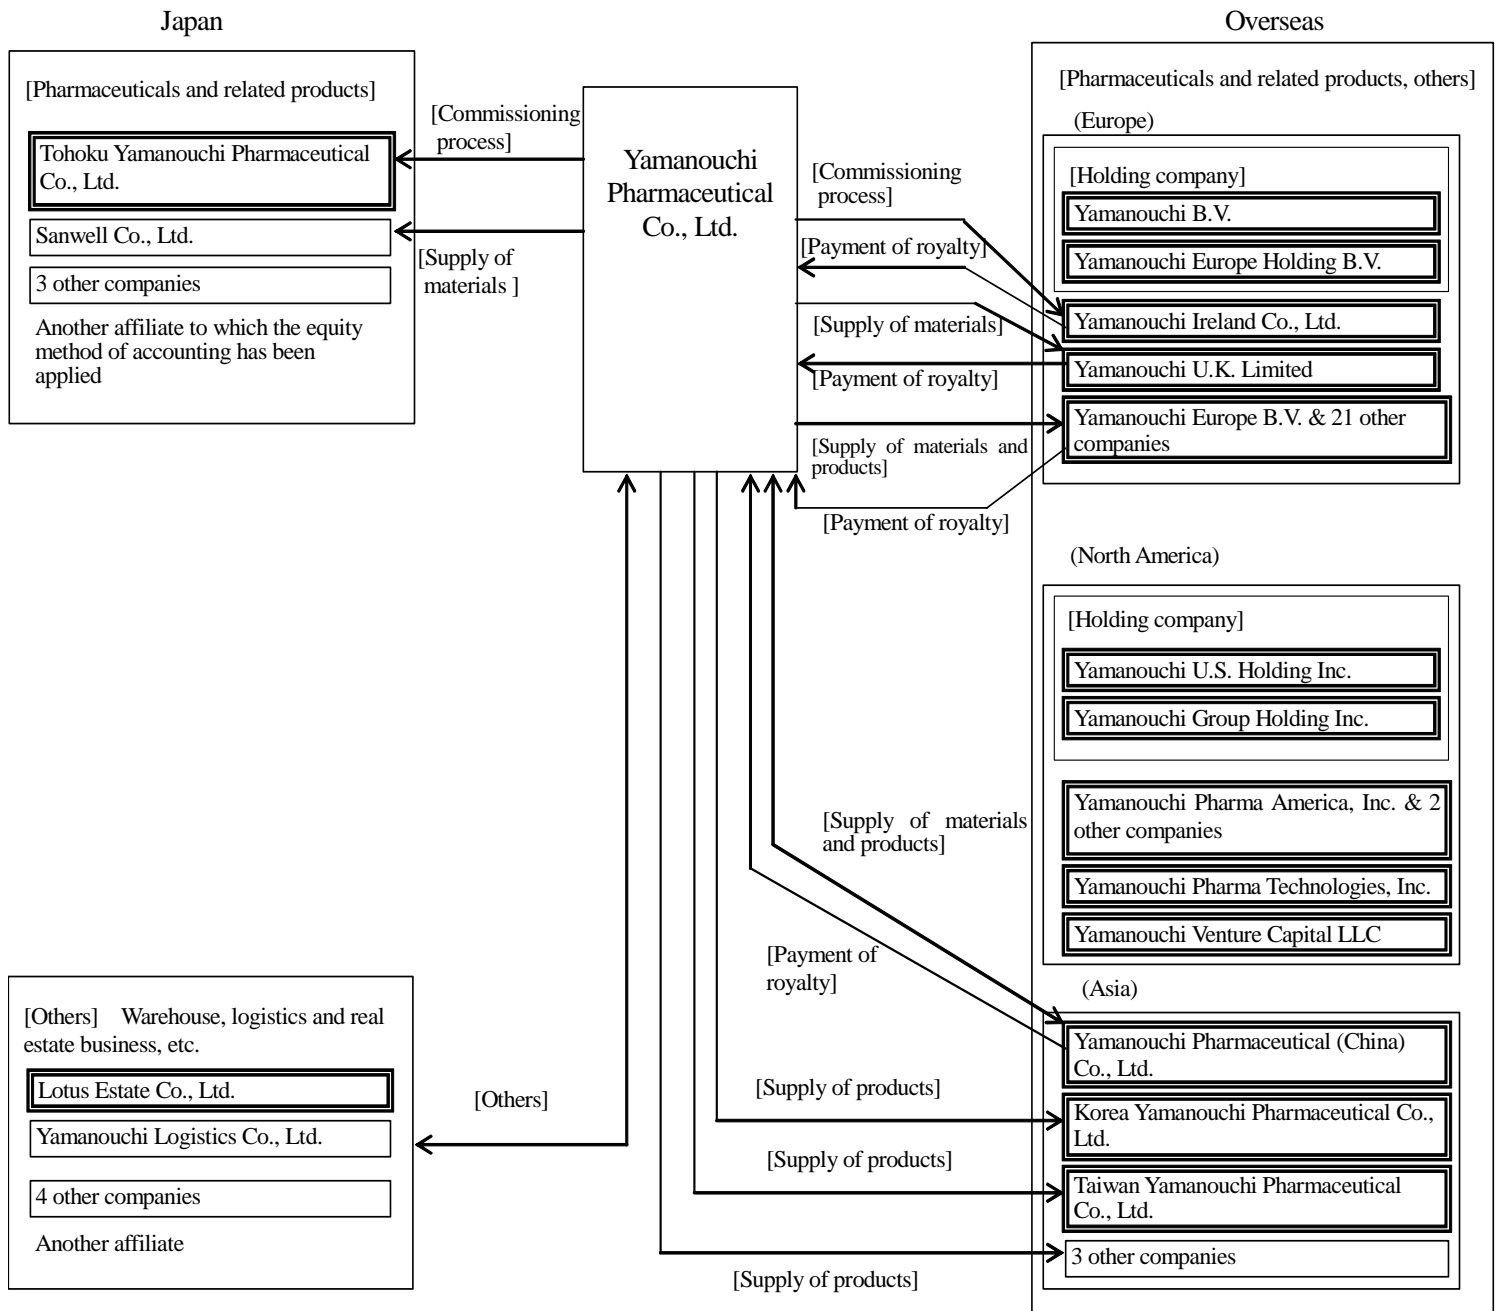 Japan
Overseas
[Pharmaceuticals and related products]
Tohoku Yamanouchi Pharmaceutical
Co., Ltd.
Sanwell Co., Ltd.
3 other companies
Another affiliate to which the equity
method of accounting has been
applied
[Commissioning
process]
[Supply of
materials ]
Yamanouchi
Pharmaceutical
Co., Ltd.
[Commissioning
process]
[Payment of royalty]
[Supply of materials]
[Payment of royalty]
[Supply of materials and
products]
[Payment of royalty]
[Pharmaceuticals and related products, others]
(Europe)
[Holding company]
Yamanouchi B.V.
Yamanouchi Europe Holding B.V.
Yamanouchi Ireland Co., Ltd.
Yamanouchi U.K. Limited
Yamanouchi Europe B.V. & 21 other
companies
(North America)
[Holding company]
Yamanouchi U.S. Holding Inc.
Yamanouchi Group Holding Inc.
Yamanouchi Pharma America, Inc. & 2
other companies
Yamanouchi Pharma Technologies, Inc.
Yamanouchi Venture Capital LLC
[Supply of materials
and products]
[Payment of
royalty]
(Asia)
Yamanouchi Pharmaceutical (China)
Co., Ltd.
Korea Yamanouchi Pharmaceutical Co.,
Ltd.
Taiwan Yamanouchi Pharmaceutical
Co., Ltd.
3 other companies
[Supply of products]
[Supply of products]
[Supply of products]
[Others] Warehouse, logistics and real
estate business, etc.
Lotus Estate Co., Ltd.
Yamanouchi Logistics Co., Ltd.
4 other companies
Another affiliate
[Others]